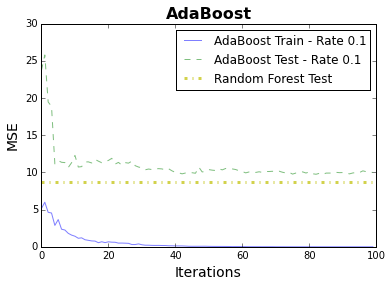 AdaBoost
AdaBoost Train - Rate 0.1
AdaBoost Test - Rate 0.1
Random Forest Test
MSE
30
25
20
15
10
5
0
0 20 40 60 80 100
Iterations